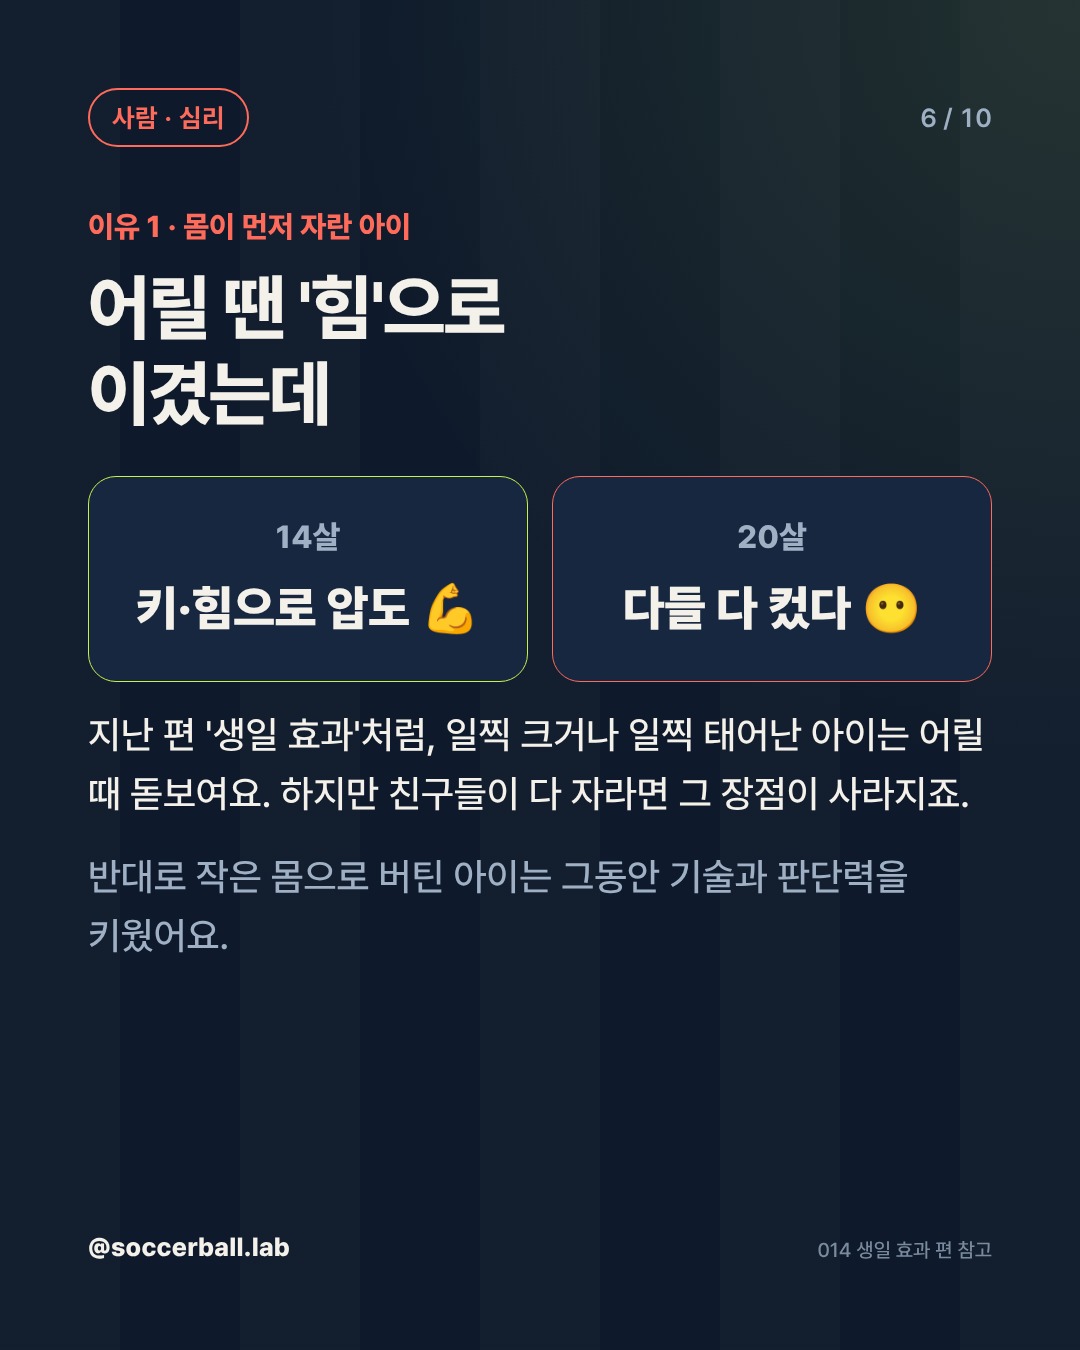 사람 · 심리
6 / 10
이유 1 · 몸이 먼저 자란 아이
어릴 땐 '힘'으로
이겼는데
14살
키·힘으로 압도 💪
20살
다들 다 컸다 😶
지난 편 '생일 효과'처럼, 일찍 크거나 일찍 태어난 아이는 어릴
때 돋보여요. 하지만 친구들이 다 자라면 그 장점이 사라지죠.
반대로 작은 몸으로 버틴 아이는 그동안 기술과 판단력을
키웠어요.
@soccerball.lab
014 생일 효과 편 참고